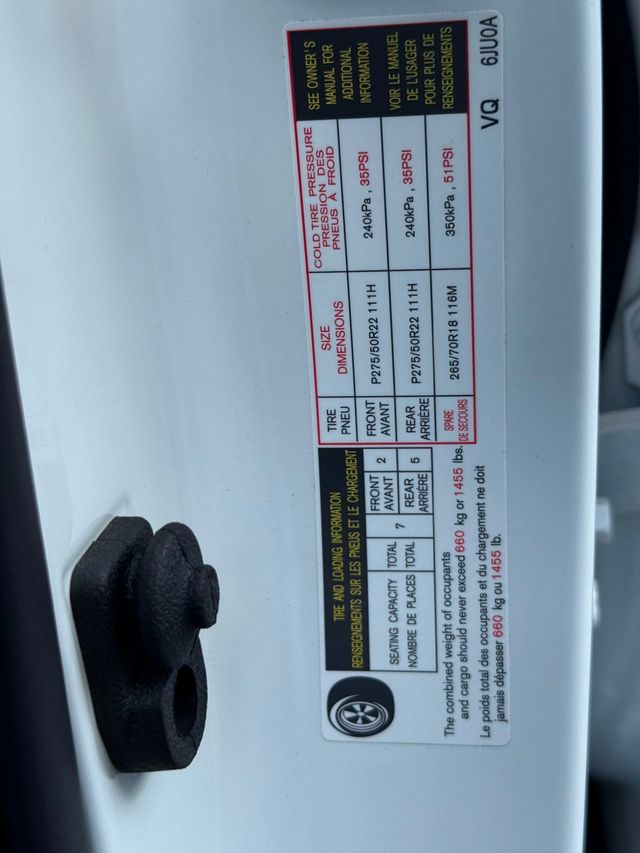 TIRE AND LOADING INFORMATION
RENSEIGNEMENTS SUR LES PNEUS ET LE CHARGEMENT
SEATING CAPACITY TOTAL 7 FRONT AVANT 2
NOMBRE DE PLACES TOTAL REAR ARRIÈRE 5
The combined weight of occupants
and cargo should never exceed 660 kg or 1455 lbs.
Le poids total des occupants et du chargement ne doit
jamais dépasser 660 kg ou 1455 lb.
TIRE PNEU SIZE DIMENSIONS COLD TIRE PRESSURE PRESSION DES PNEUS À FROID
FRONT AVANT P275/50R22 111H 240kPa , 35PSI
REAR ARRIÈRE P275/50R22 111H 240kPa , 35PSI
SPARE DE SECOURS 265/70R18 116M 350kPa , 51PSI
SEE OWNER'S
MANUAL FOR
ADDITIONAL
INFORMATION
VOIR LE MANUEL
DE L'USAGER
POUR PLUS DE
RENSEIGNEMENTS
VQ 6JU0A